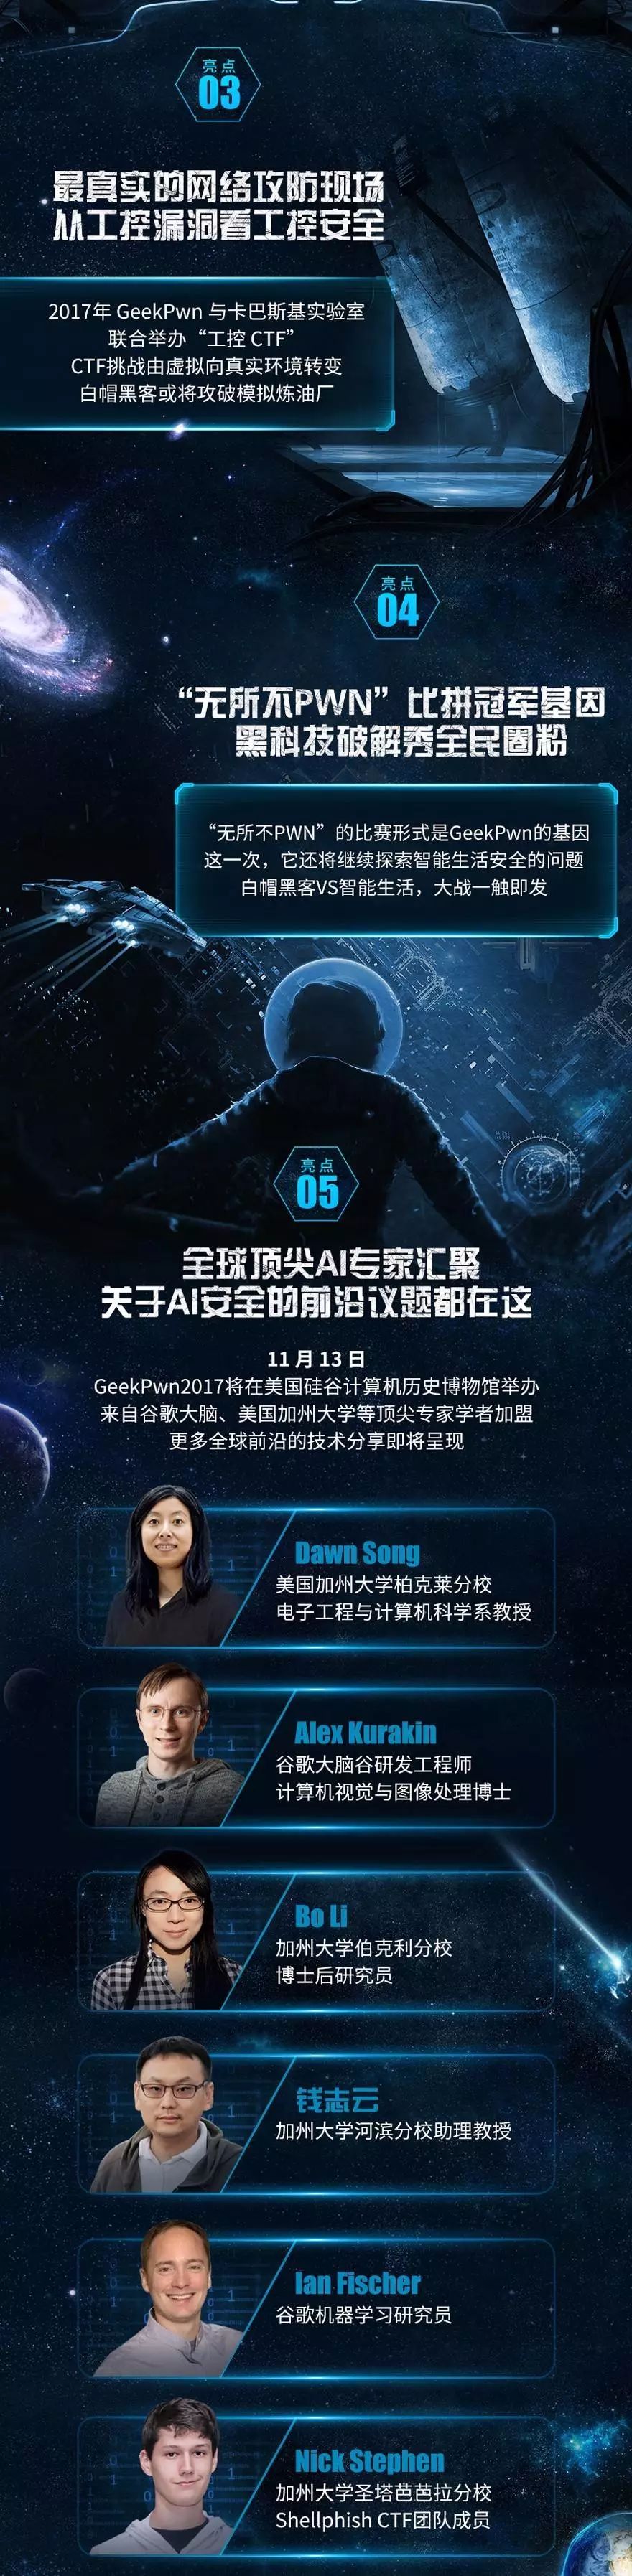 亮点
03
最真实的网络攻防现场
从工控漏洞看工控安全
2017年 GeekPwn 与卡巴斯基实验室
联合举办“工控 CTF”
CTF挑战由虚拟向真实环境转变
白帽黑客或将攻破模拟炼油厂
亮点
04
“无所不PWN”比拼冠军基因
黑科技破解秀全民圈粉
“无所不PWN”的比赛形式是GeekPwn的基因
这一次，它还将继续探索智能生活安全的问题
白帽黑客VS智能生活，大战一触即发
亮点
05
全球顶尖AI专家汇聚
关于AI安全的前沿议题都在这
11 月 13 日
GeekPwn2017将在美国硅谷计算机历史博物馆举办
来自谷歌大脑、美国加州大学等顶尖专家学者加盟
更多全球前沿的技术分享即将呈现
Dawn Song
美国加州大学柏克莱分校
电子工程与计算机科学系教授
Alex Kurakin
谷歌大脑谷研发工程师
计算机视觉与图像处理博士
Bo Li
加州大学伯克利分校
博士后研究员
钱志云
加州大学河滨分校助理教授
Ian Fischer
谷歌机器学习研究员
Nick Stephen
加州大学圣塔芭芭拉分校
Shellphish CTF团队成员